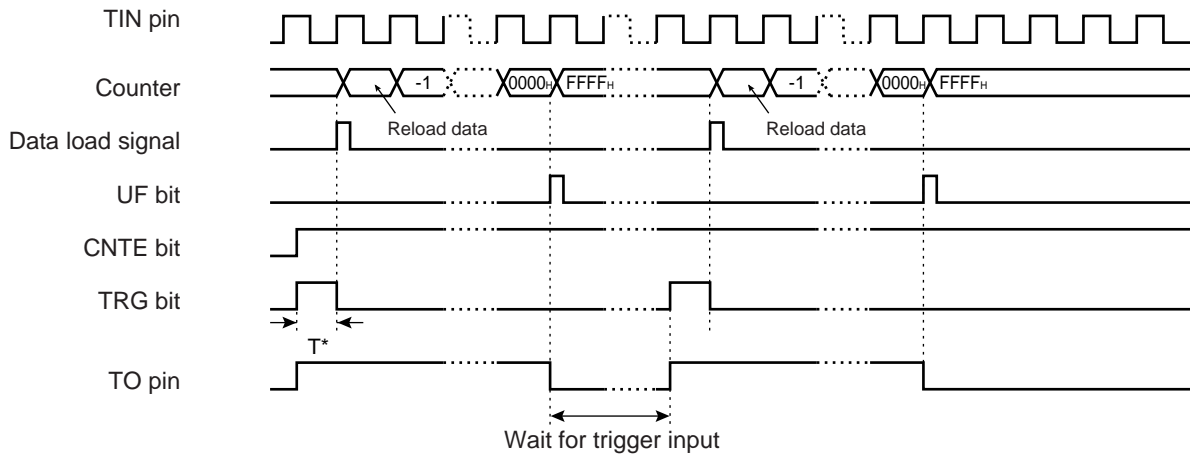 TIN pin
Counter -1 0000H FFFFH -1 0000H FFFFH
Reload data Reload data
Data load signal
UF bit
CNTE bit
TRG bit
T*
TO pin
Wait for trigger input